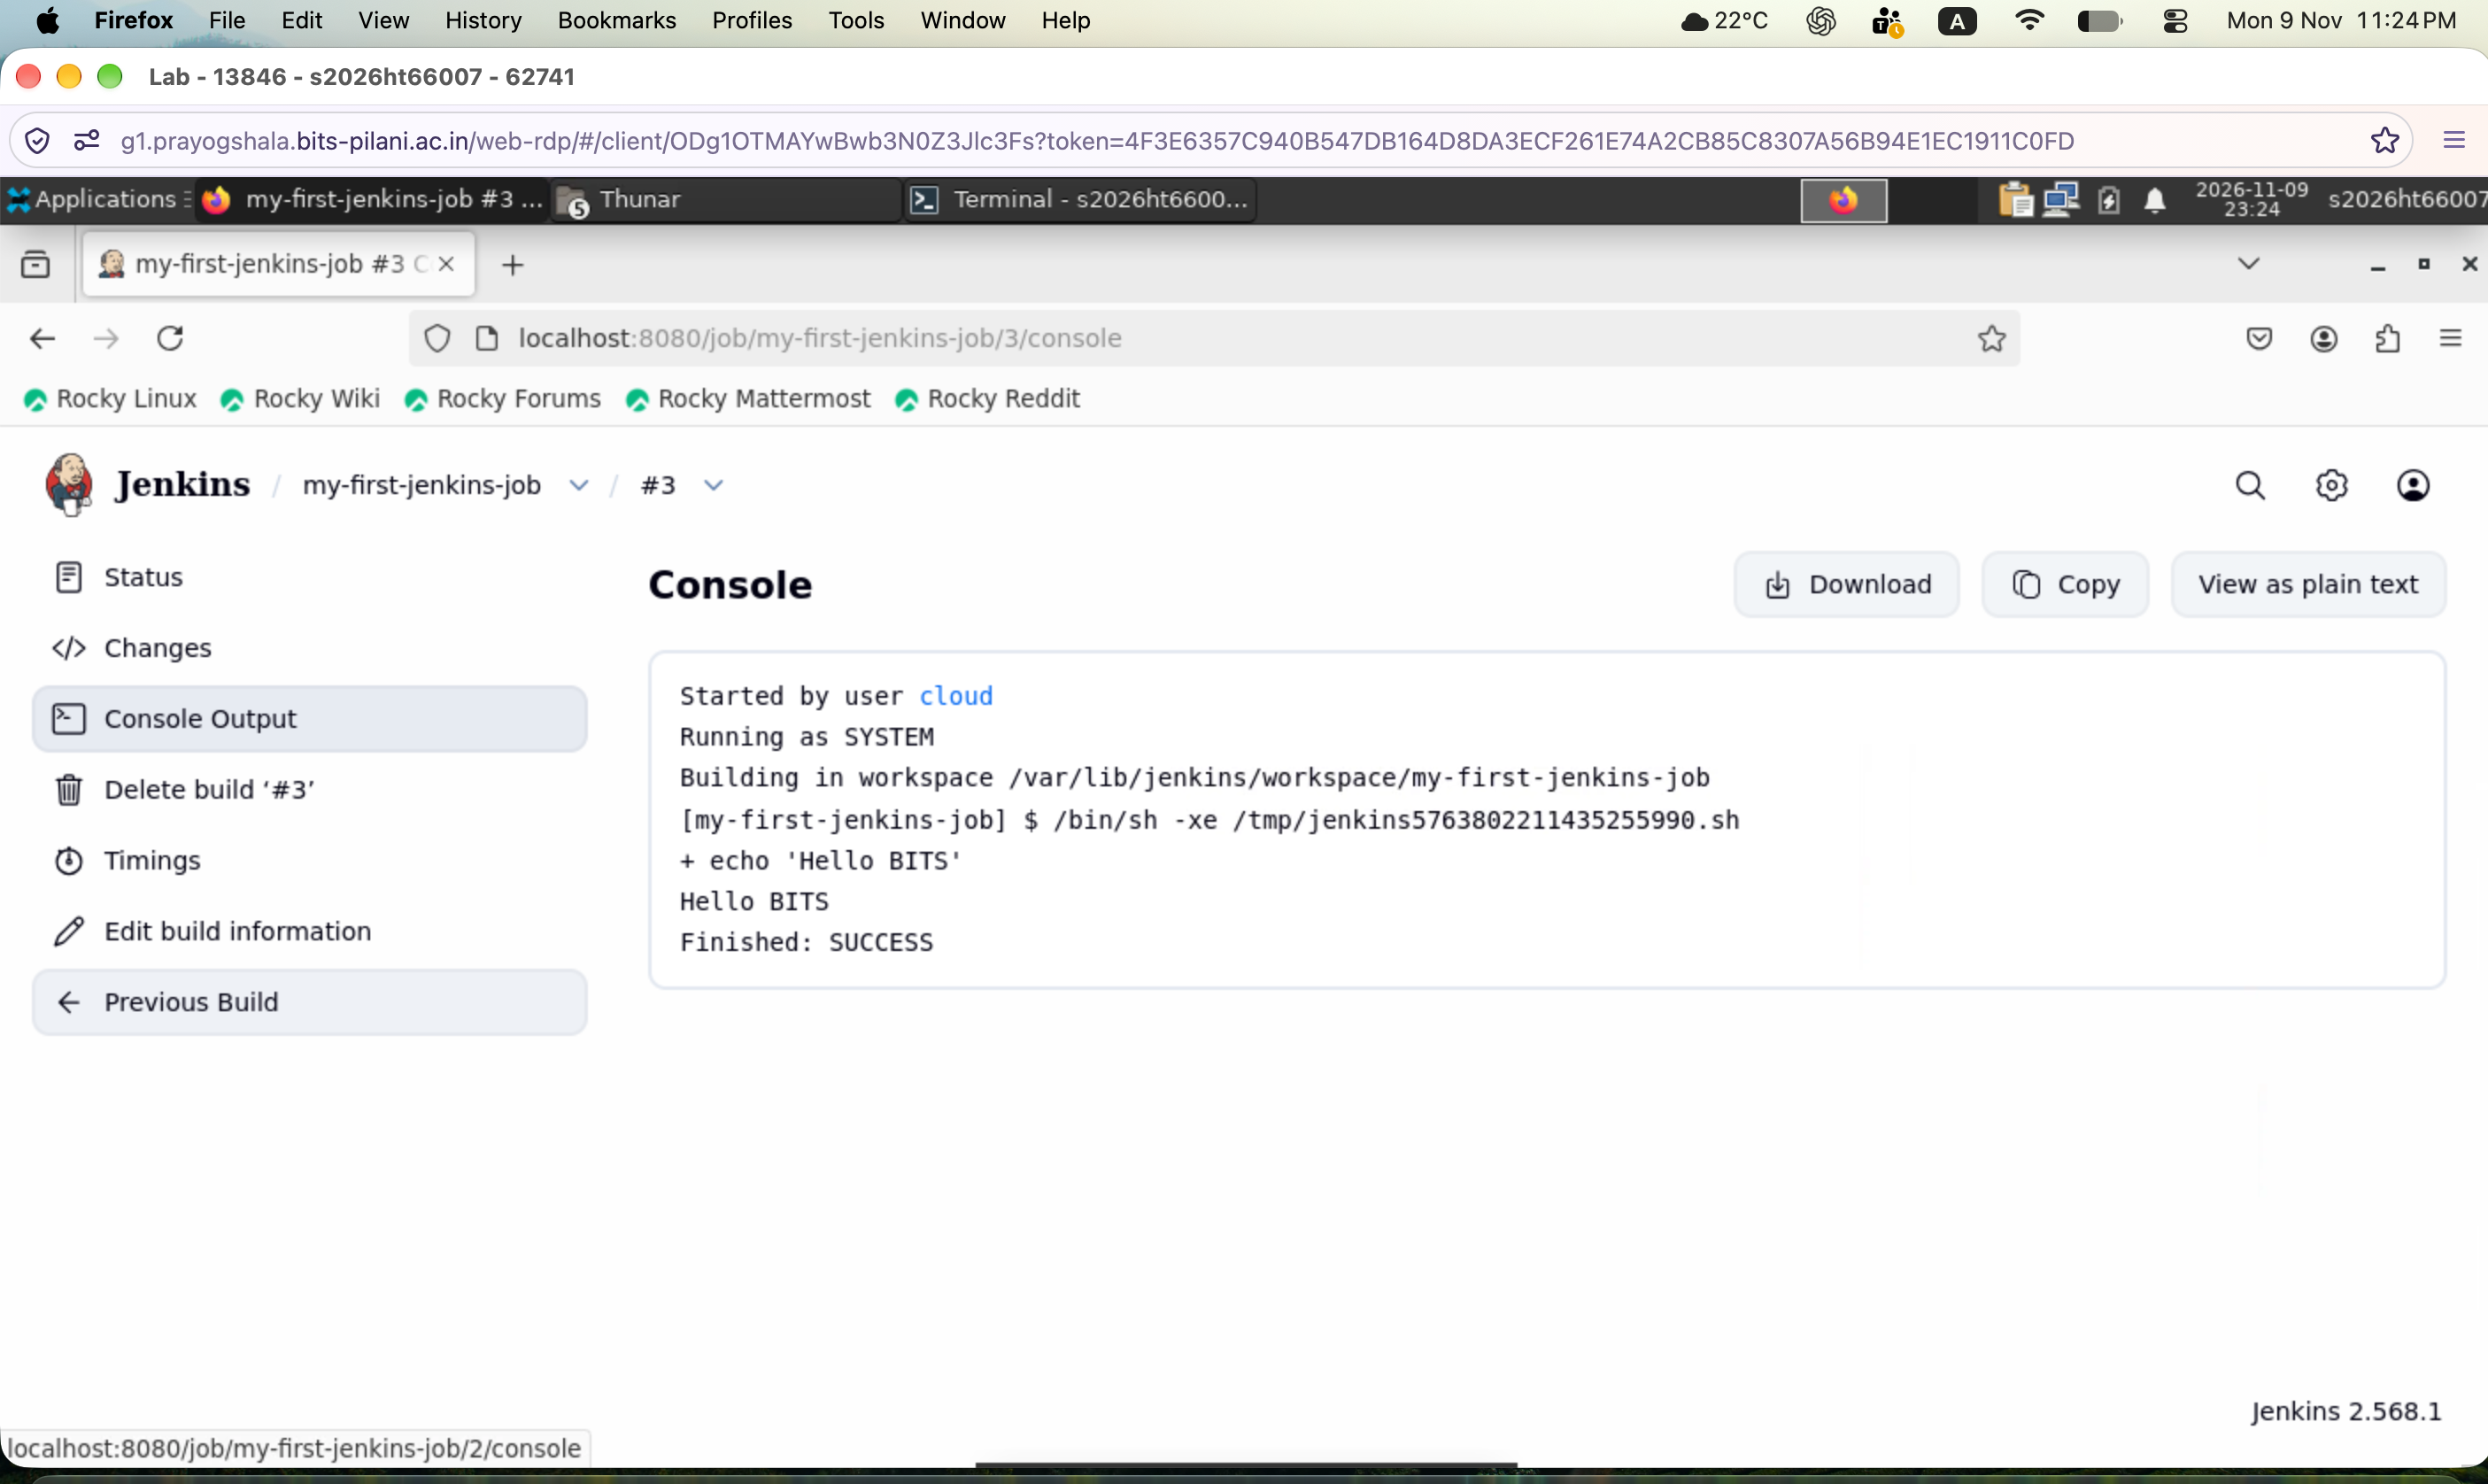 Firefox File Edit View History Bookmarks Profiles Tools Window Help 22°C A Mon 9 Nov 11:24 PM
Lab - 13846 - s2026ht66007 - 62741
g1.prayogshala.bits-pilani.ac.in/web-rdp/#/client/ODg1OTMAYwBwb3N0Z3Jlc3Fs?token=4F3E6357C940B547DB164D8DA3ECF261E74A2CB85C8307A56B94E1EC1911C0FD
Applications my-first-jenkins-job #3 ... 5 Thunar Terminal - s2026ht6600... 2026-11-09 23:24 s2026ht66007
my-first-jenkins-job #3 C
localhost:8080/job/my-first-jenkins-job/3/console
Rocky Linux Rocky Wiki Rocky Forums Rocky Mattermost Rocky Reddit
Jenkins / my-first-jenkins-job / #3
Status
Changes
Console Output
Delete build ‘#3’
Timings
Edit build information
Previous Build
Console Download Copy View as plain text
Started by user cloud
Running as SYSTEM
Building in workspace /var/lib/jenkins/workspace/my-first-jenkins-job
[my-first-jenkins-job] $ /bin/sh -xe /tmp/jenkins5763802211435255990.sh
+ echo 'Hello BITS'
Hello BITS
Finished: SUCCESS
Jenkins 2.568.1
localhost:8080/job/my-first-jenkins-job/2/console